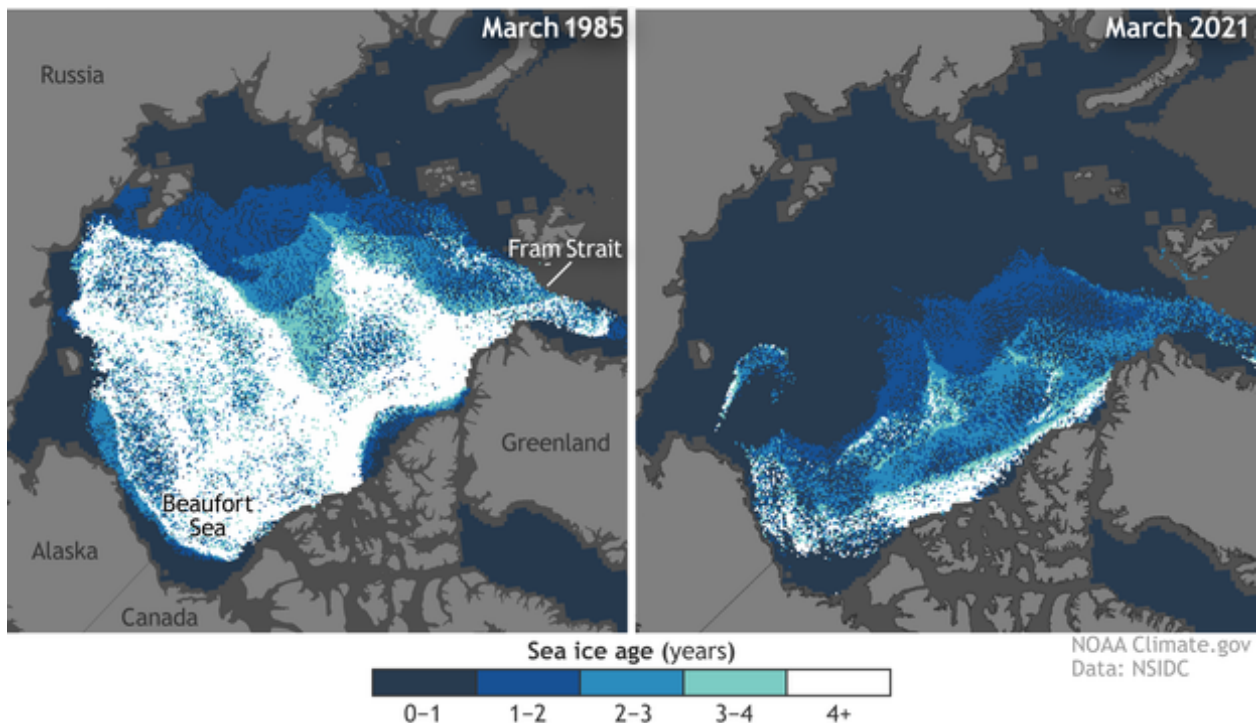 March 1985
March 2021
Russia
Fram Strait
Greenland
Beaufort
Sea
Alaska
Canada
Sea ice age (years)
0–1 1–2 2–3 3–4 4+
NOAA Climate.gov
Data: NSIDC